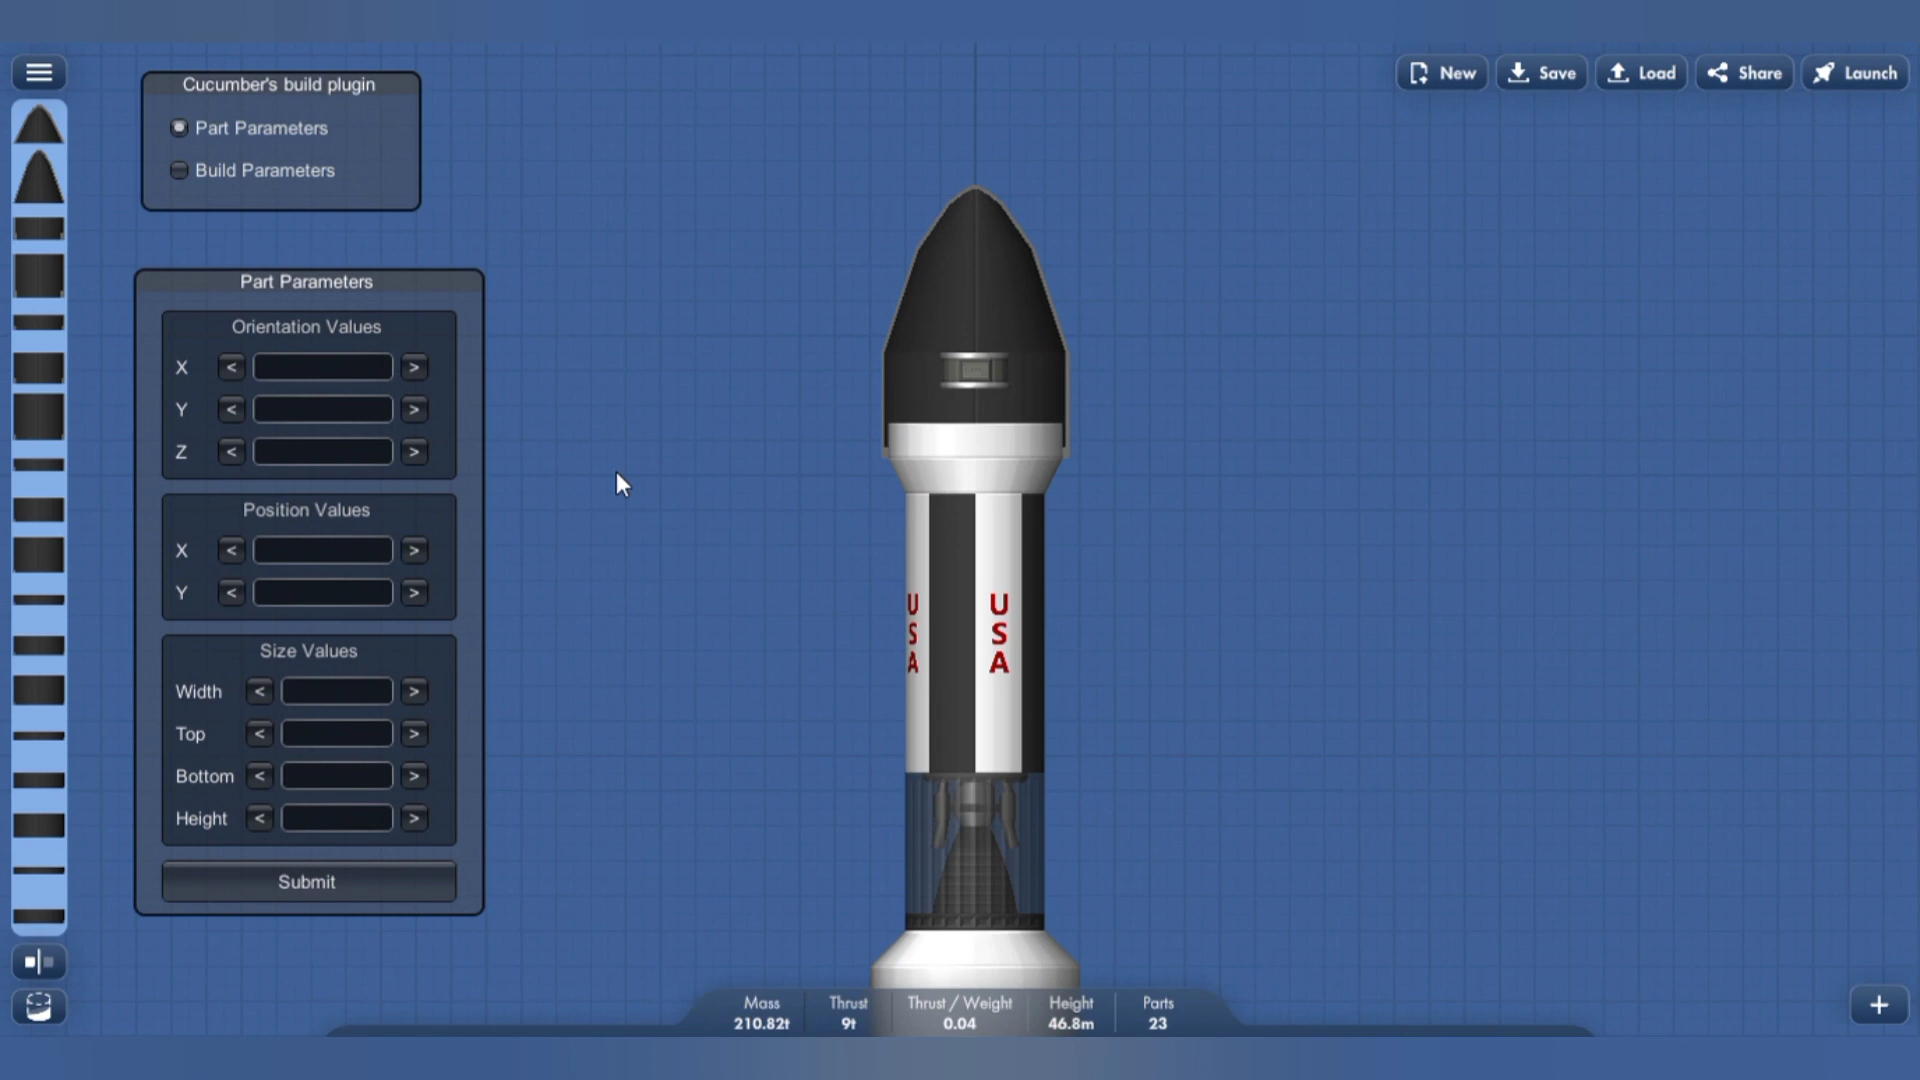 Cucumber's build plugin
Part Parameters
Build Parameters
New
Save
Load
Share
Launch
Part Parameters
Orientation Values
X < >
Y < >
Z < >
Position Values
X < >
Y < >
Size Values
Width < >
Top < >
Bottom < >
Height < >
Submit
U
S
A
U
S
A
Mass Thrust Thrust / Weight Height Parts
210.82t 9t 0.04 46.8m 23